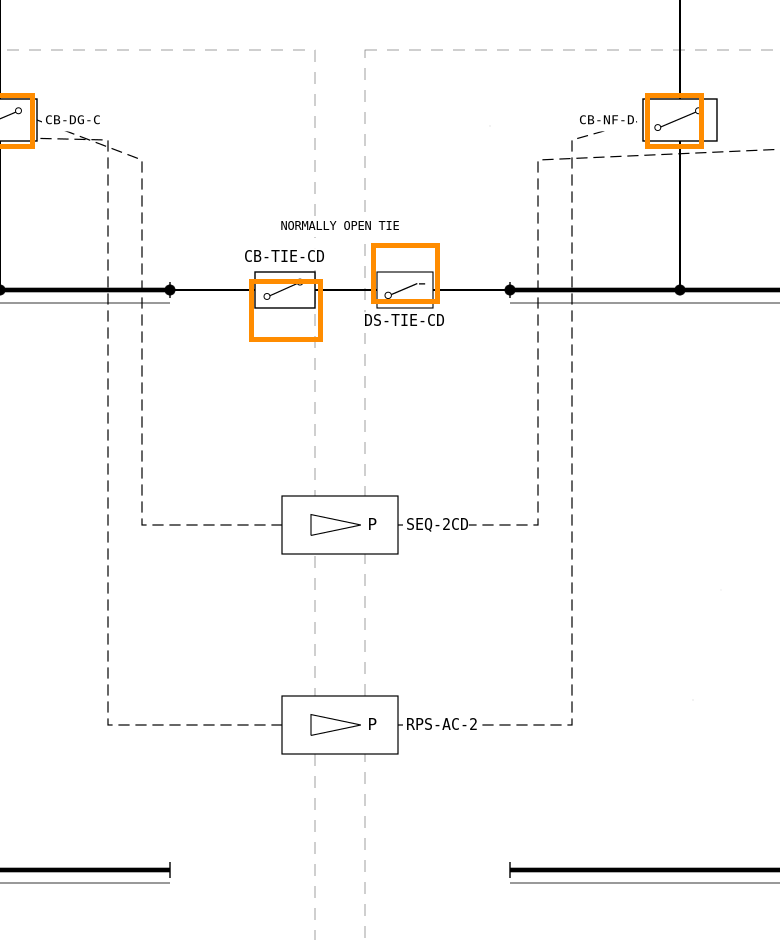 CB-DG-C
CB-NF-D
NORMALLY OPEN TIE
CB-TIE-CD
DS-TIE-CD
P SEQ-2CD
P RPS-AC-2